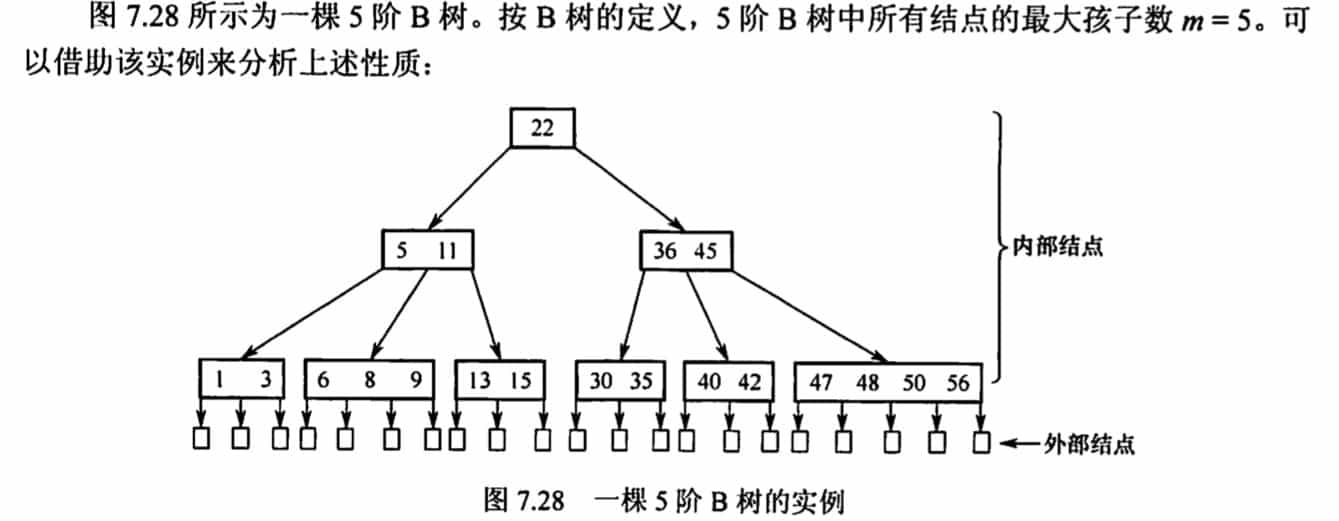 图 7.28 所示为一棵 5 阶 B 树。按 B 树的定义，5 阶 B 树中所有结点的最大孩子数 m = 5。可
以借助该实例来分析上述性质：
22
5 11 36 45
内部结点
1 3 6 8 9 13 15 30 35 40 42 47 48 50 56
外部结点
图 7.28 一棵 5 阶 B 树的实例